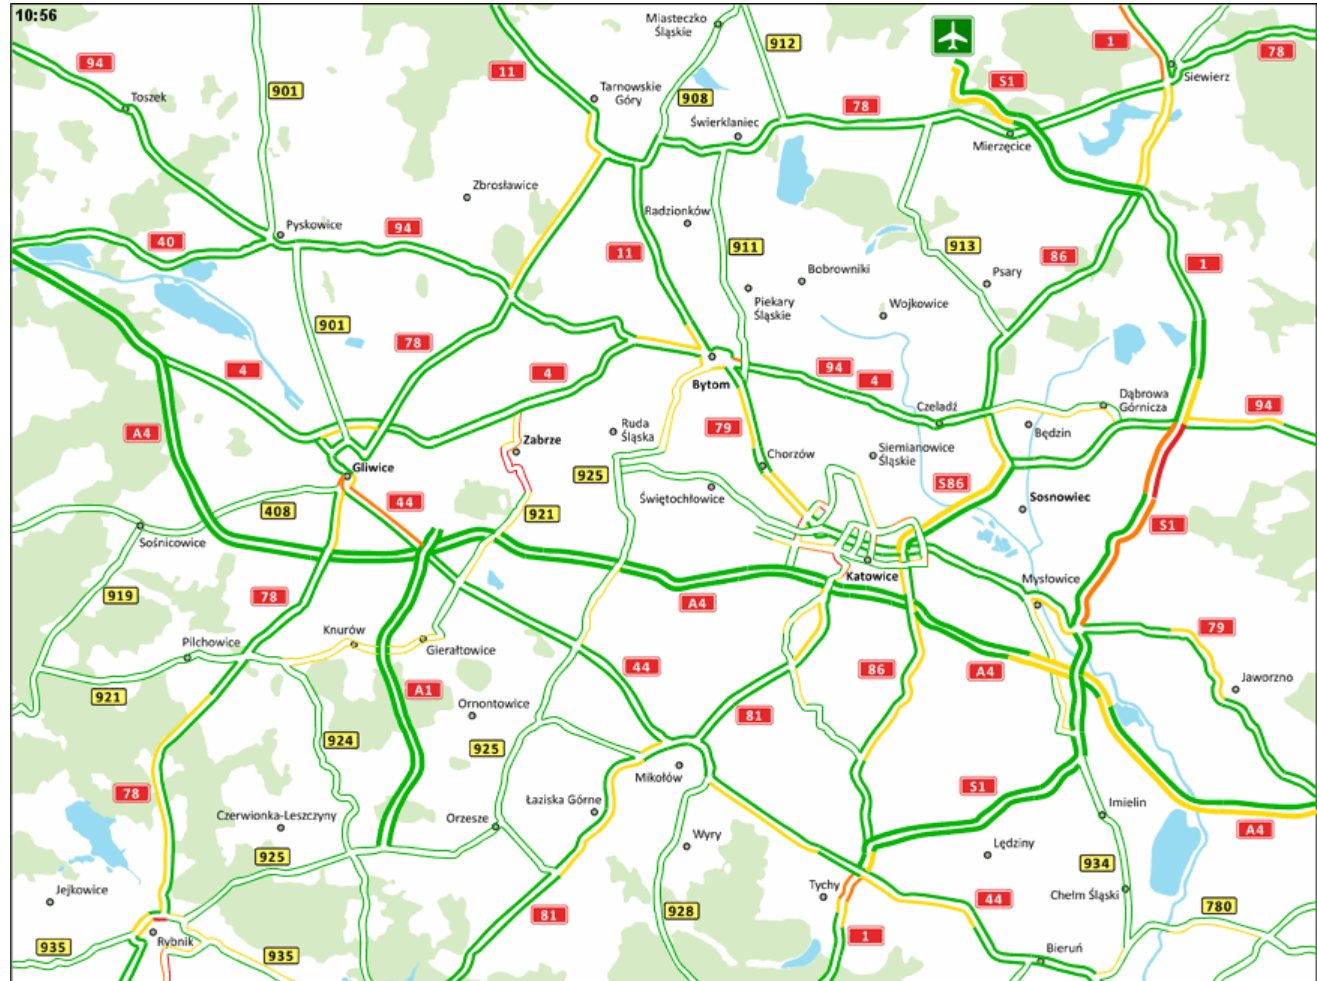 10:56
Miasteczko
Śląskie
912
1
78
94
11
S1
Siewierz
901
Toszek
Tarnowskie
Góry
908
78
Świerklaniec
Mierzęcice
Zbrosławice
Radzionków
Pyskowice
94
40
11
911
913
86
1
Bobrowniki
Psary
Piekary
Śląskie
Wojkowice
901
78
4
4
Bytom
94
4
Dąbrowa
Górnicza
94
Czeladź
A4
Ruda
Śląska
79
Będzin
Zabrze
Chorzów
Siemianowice
Śląskie
Gliwice
925
S86
Świętochłowice
Sosnowiec
44
408
921
S1
Sośnicowice
Katowice
Mysłowice
919
78
A4
79
Knurów
Pilchowice
Gierałtowice
44
86
A4
Jaworzno
921
A1
Ornontowice
81
924
925
Mikołów
78
S1
Łaziska Górne
Imielin
Czerwionka-Leszczyny
Orzesze
A4
Wyry
Lędziny
925
934
Jejkowice
Tychy
Chełm Śląski
44
928
780
81
1
935
Rybnik
935
Bieruń